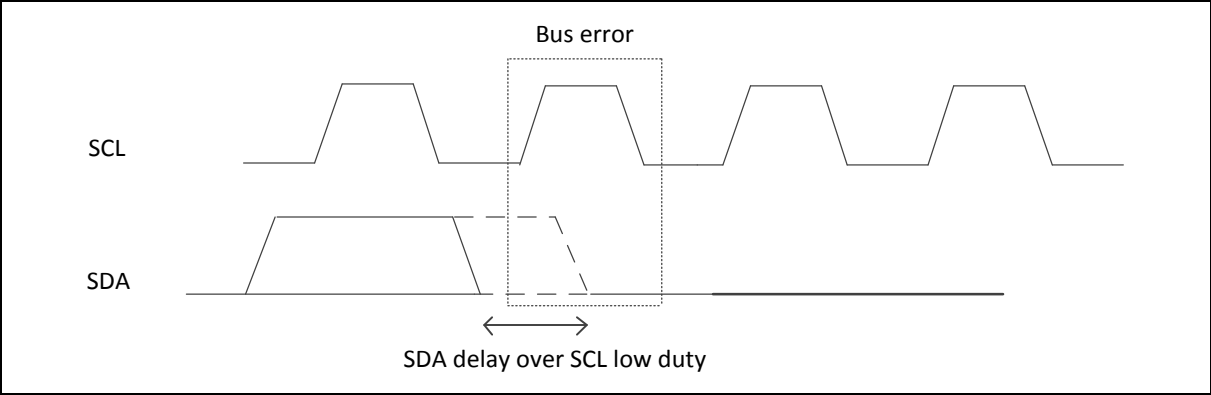 Bus error
SCL
SDA
SDA delay over SCL low duty